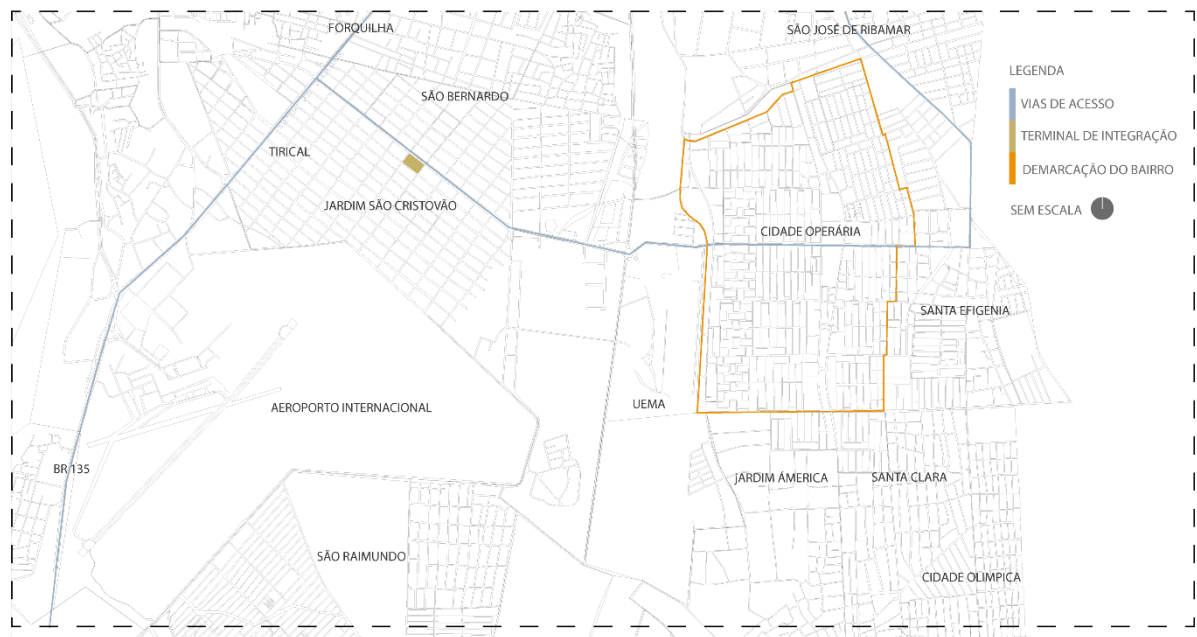 FORQUILHA
SÃO JOSÉ DE RIBAMAR
LEGENDA
VIAS DE ACESSO
SÃO BERNARDO
TERMINAL DE INTEGRAÇÃO
TIRICAL
DEMARCAÇÃO DO BAIRRO
JARDIM SÃO CRISTOVÃO
SEM ESCALA
CIDADE OPERÁRIA
SANTA EFIGENIA
AEROPORTO INTERNACIONAL
UEMA
BR 135
JARDIM ÁMERICA
SANTA CLARA
SÃO RAIMUNDO
CIDADE OLIMPICA